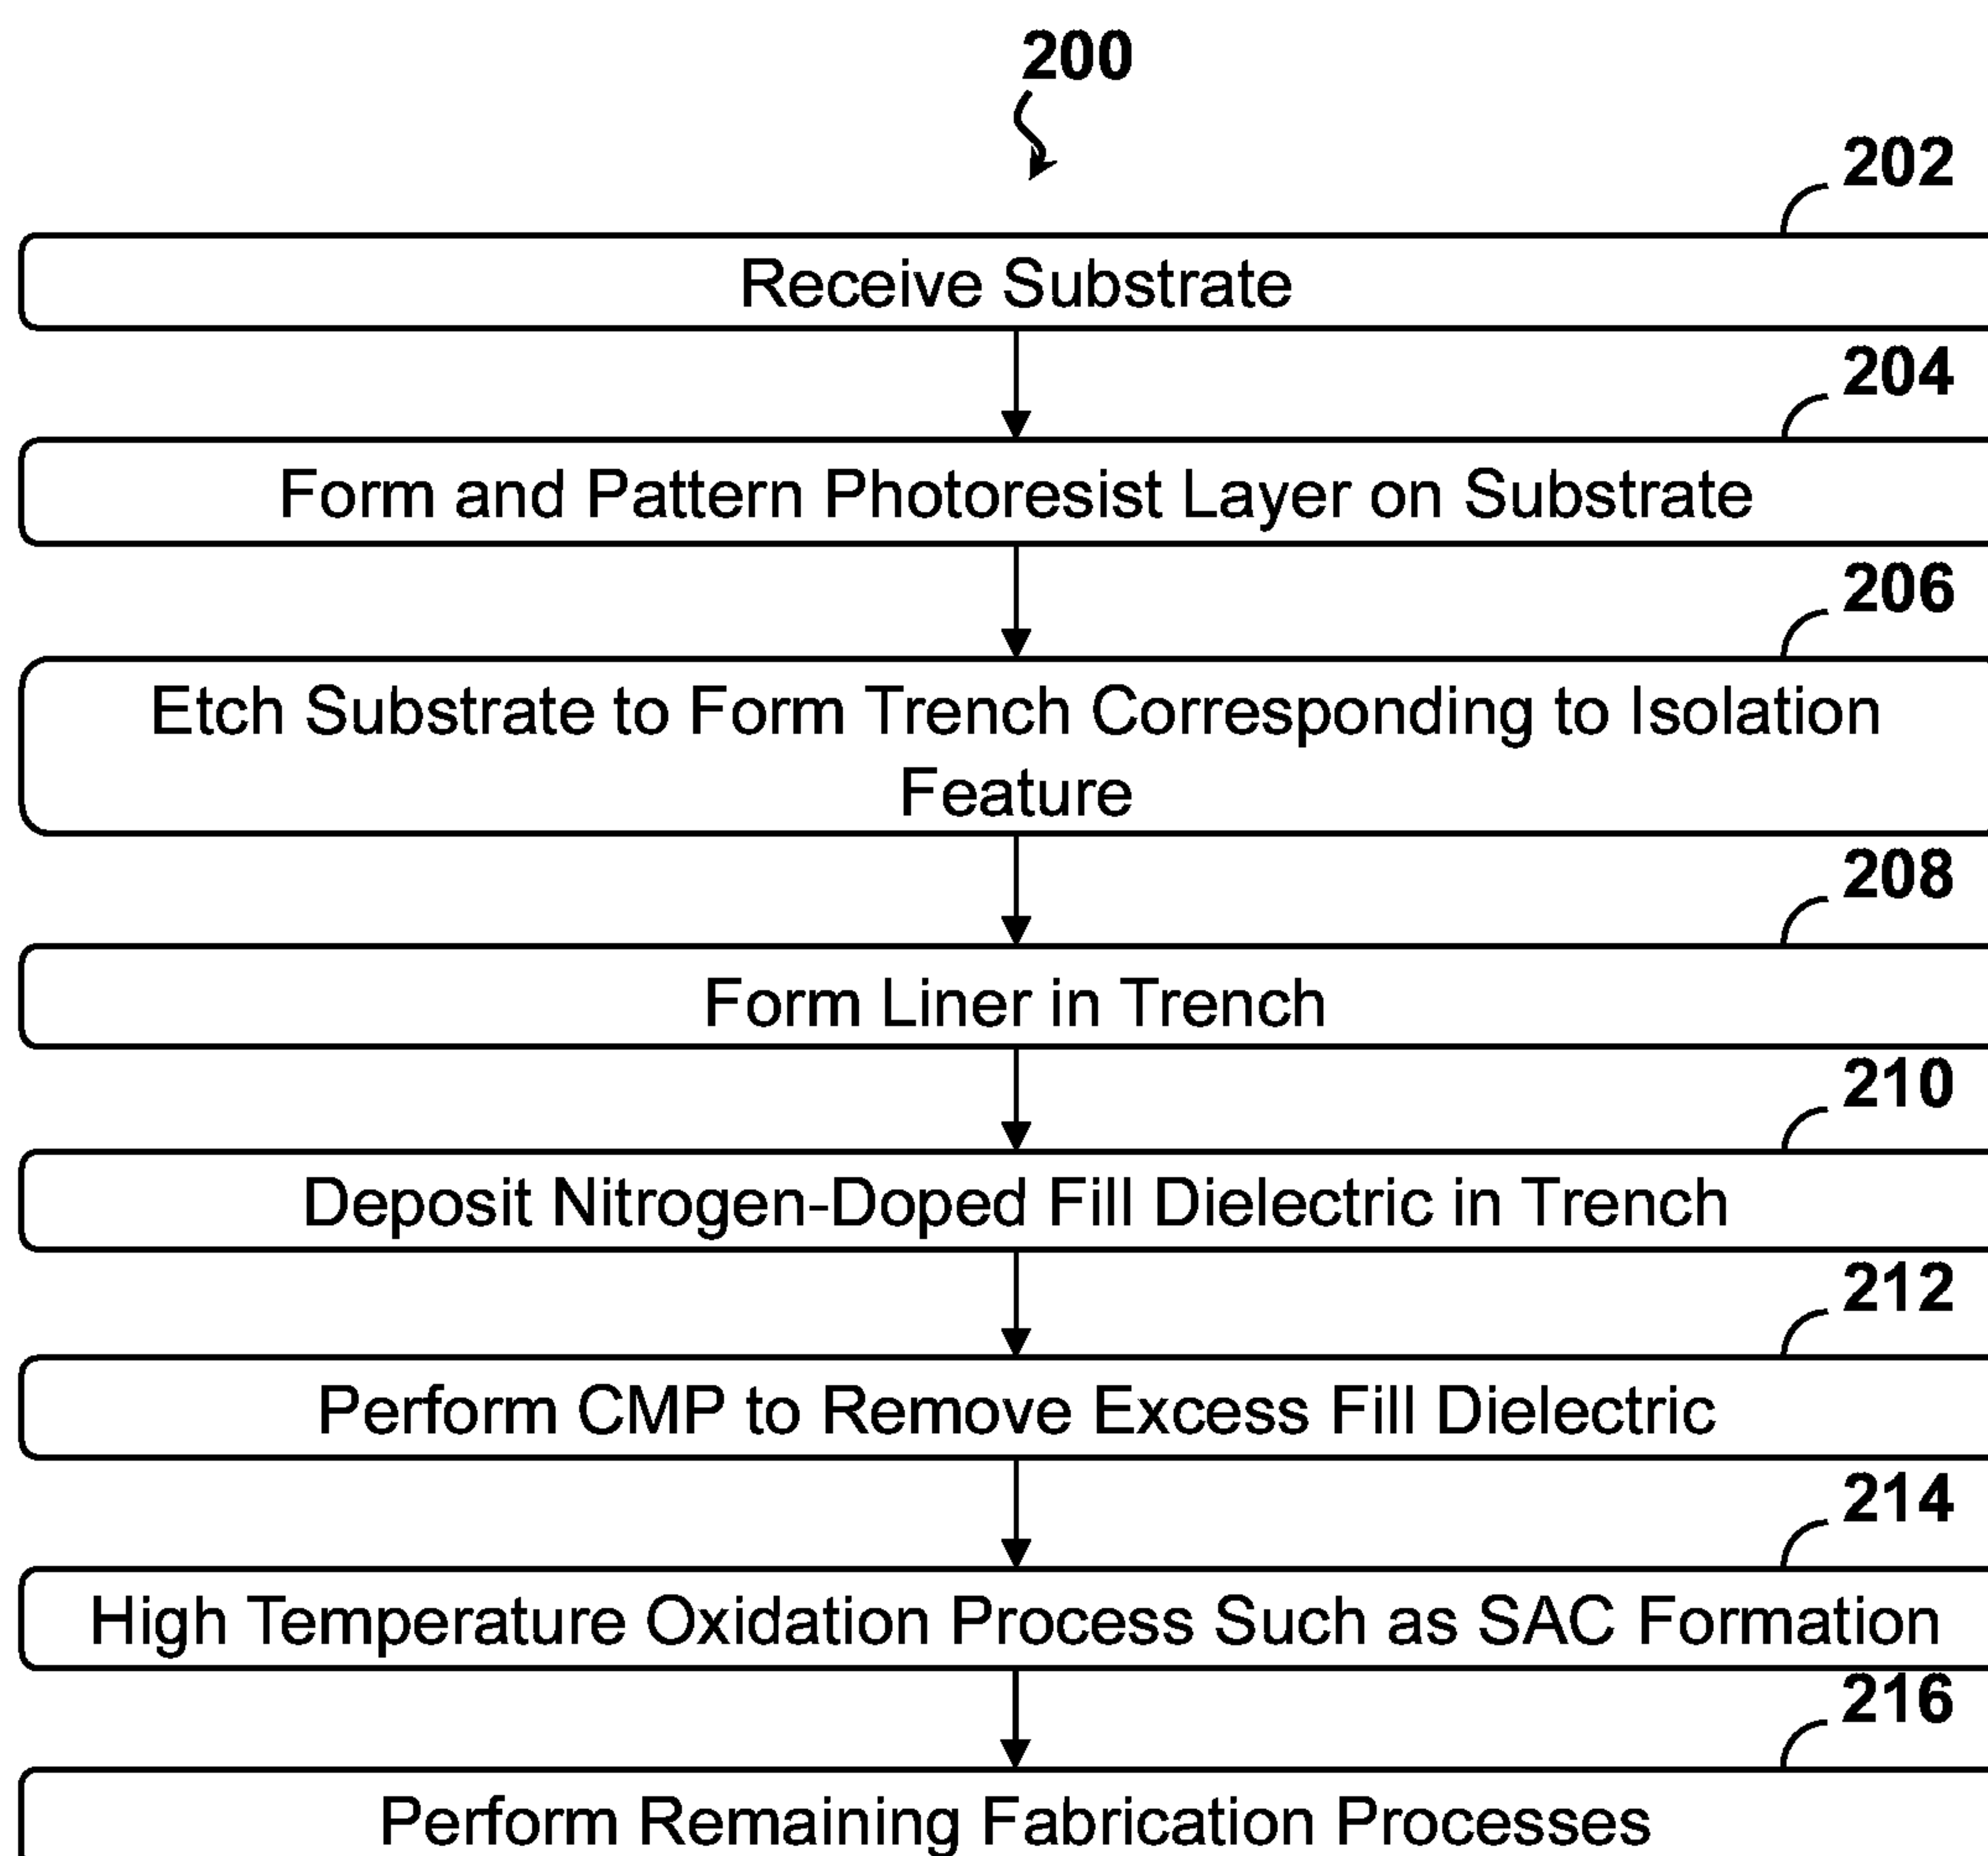 200
202
Receive Substrate
204
Form and Pattern Photoresist Layer on Substrate
206
Etch Substrate to Form Trench Corresponding to Isolation
Feature
208
Form Liner in Trench
210
Deposit Nitrogen-Doped Fill Dielectric in Trench
212
Perform CMP to Remove Excess Fill Dielectric
214
High Temperature Oxidation Process Such as SAC Formation
216
Perform Remaining Fabrication Processes